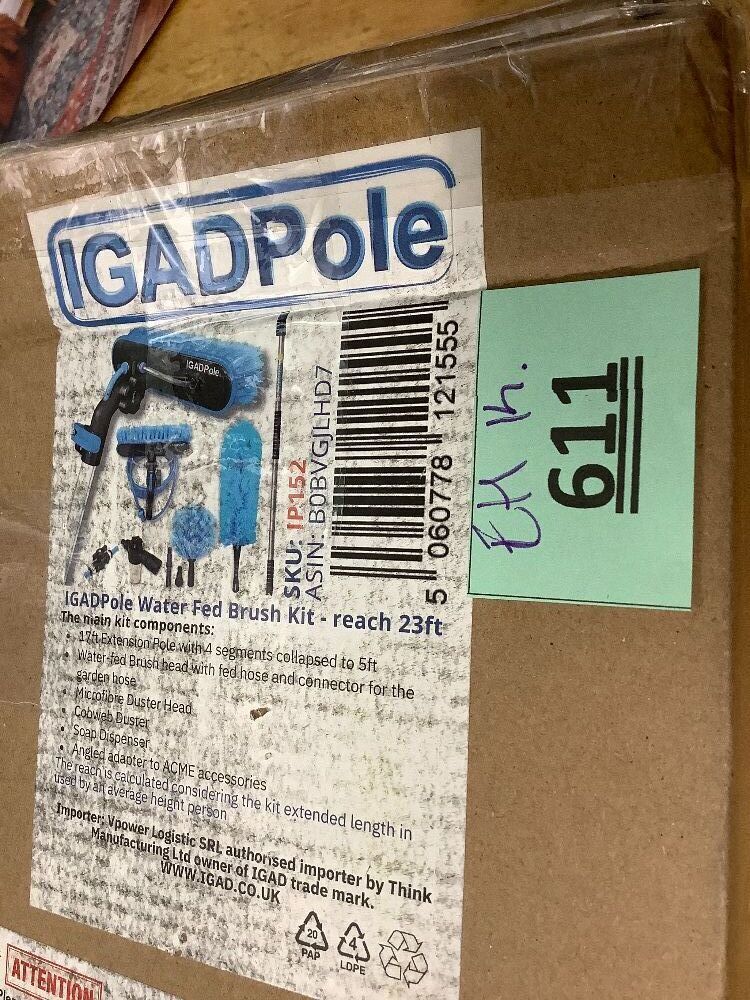 IGADPole
IGADPole
SKU: IP152
ASIN: B0BVGJLHD7
5 060778 121555
611
IGADPole Water Fed Brush Kit - reach 23ft
The main kit components:
• 17ft Extension Pole with 4 segments collapsed to 5ft
• Water-fed Brush head with fed hose and connector for the
garden hose
• Microfibre Duster Head
• Cobweb Duster
• Soap Dispenser
• Angled adapter to ACME accessories
The reach is calculated considering the kit extended length in
used by an average height person
Importer: Vpower Logistic SRL authorised importer by Think
Manufacturing Ltd owner of IGAD trade mark.
WWW.IGAD.CO.UK
20
PAP
4
LDPE
ATTENTION